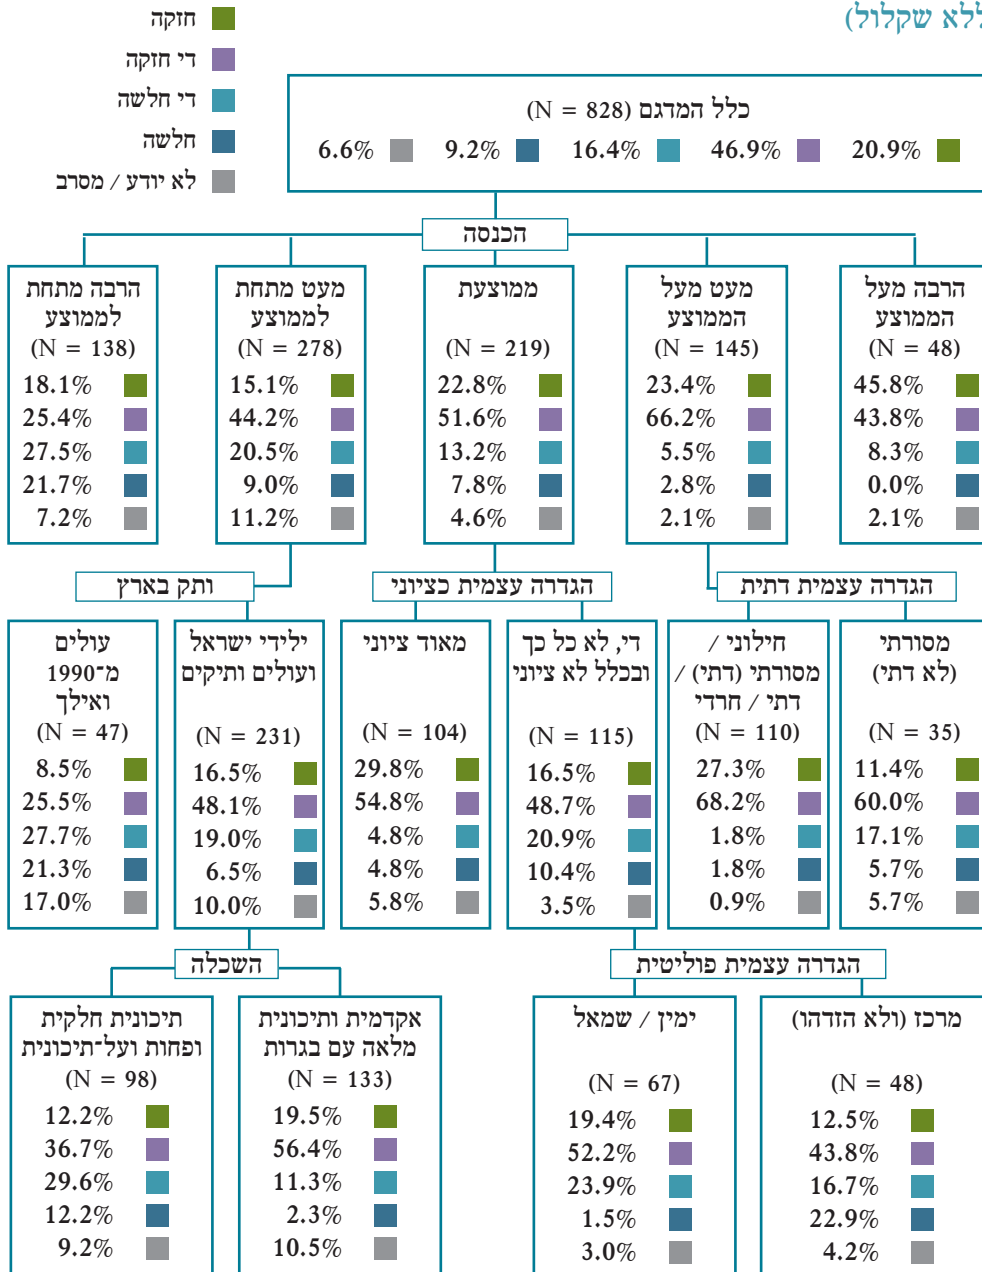 ללא שקלול)
חזקה
די חזקה
די חלשה
חלשה
לא יודע / מסרב
כלל המדגם (N = 828)
20.9% 46.9% 16.4% 9.2% 6.6%
הכנסה
הרבה מעל
הממוצע
(N = 48)
45.8%
43.8%
8.3%
0.0%
2.1%
מעט מעל
הממוצע
(N = 145)
23.4%
66.2%
5.5%
2.8%
2.1%
ממוצעת
(N = 219)
22.8%
51.6%
13.2%
7.8%
4.6%
מעט מתחת
לממוצע
(N = 278)
15.1%
44.2%
20.5%
9.0%
11.2%
הרבה מתחת
לממוצע
(N = 138)
18.1%
25.4%
27.5%
21.7%
7.2%
הגדרה עצמית דתית
הגדרה עצמית כציוני
ותק בארץ
מסורתי
(לא דתי)
(N = 35)
11.4%
60.0%
17.1%
5.7%
5.7%
חילוני /
מסורתי (דתי) /
דתי / חרדי
(N = 110)
27.3%
68.2%
1.8%
1.8%
0.9%
די, לא כל כך
ובכלל לא ציוני
(N = 115)
16.5%
48.7%
20.9%
10.4%
3.5%
מאוד ציוני
(N = 104)
29.8%
54.8%
4.8%
4.8%
5.8%
ילידי ישראל
ועולים ותיקים
(N = 231)
16.5%
48.1%
19.0%
6.5%
10.0%
עולים
מ־1990
ואילך
(N = 47)
8.5%
25.5%
27.7%
21.3%
17.0%
הגדרה עצמית פוליטית
השכלה
מרכז (ולא הזדהו)
(N = 48)
12.5%
43.8%
16.7%
22.9%
4.2%
ימין / שמאל
(N = 67)
19.4%
52.2%
23.9%
1.5%
3.0%
אקדמית ותיכונית
מלאה עם בגרות
(N = 133)
19.5%
56.4%
11.3%
2.3%
10.5%
תיכונית חלקית
ופחות ועל־תיכונית
(N = 98)
12.2%
36.7%
29.6%
12.2%
9.2%